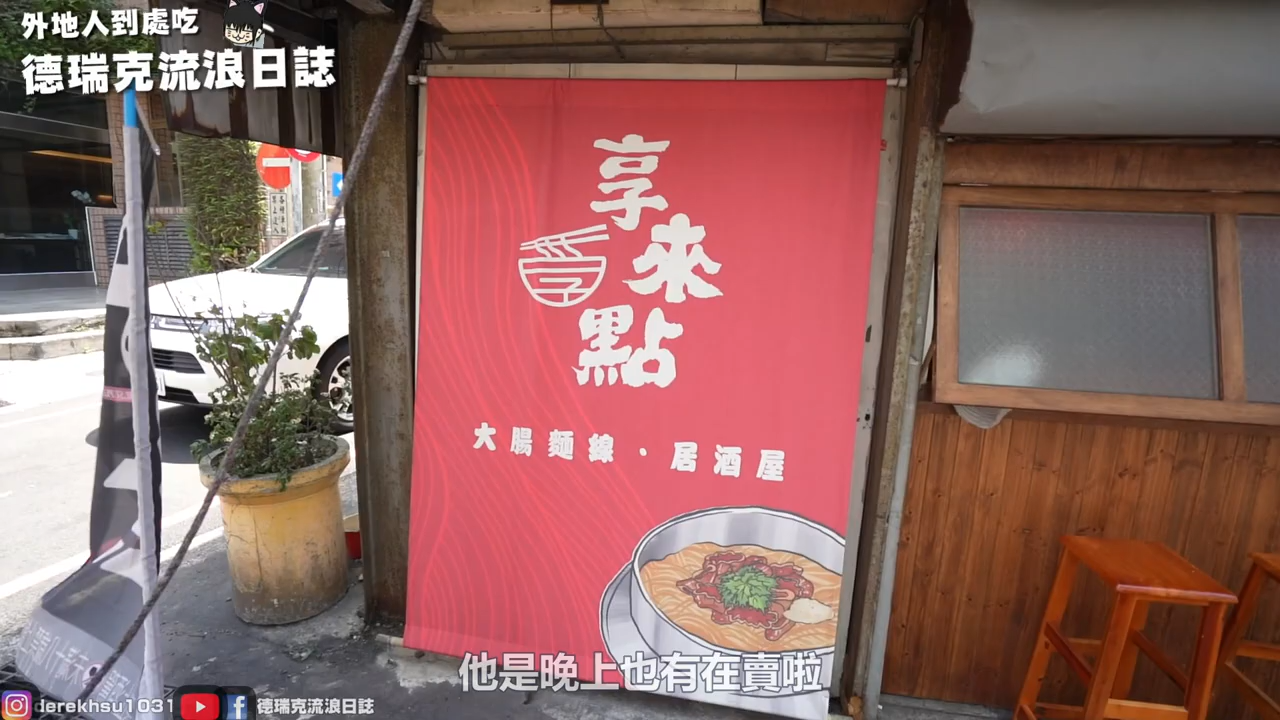 外地人到處吃
德瑞克流浪日誌
享
來
點
大腸麵線·居酒屋
他是晚上也有在賣啦
derekhsu1031
德瑞克流浪日誌